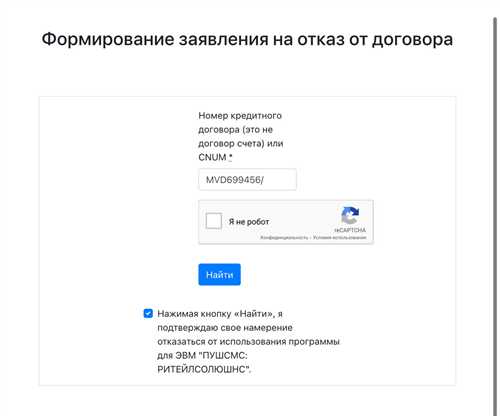 Формирование заявления на отказ от договора
Номер кредитного
договора (это не
договор счета) или
CNUM *
MVD699456/
Я не робот
reCAPTCHA
Конфиденциальность - Условия использования
Найти
Нажимая кнопку «Найти», я
подтверждаю свое намерение
отказаться от использования программы
для ЭВМ "ПУШСМС:
РИТЕЙЛСОЛЮШНС".